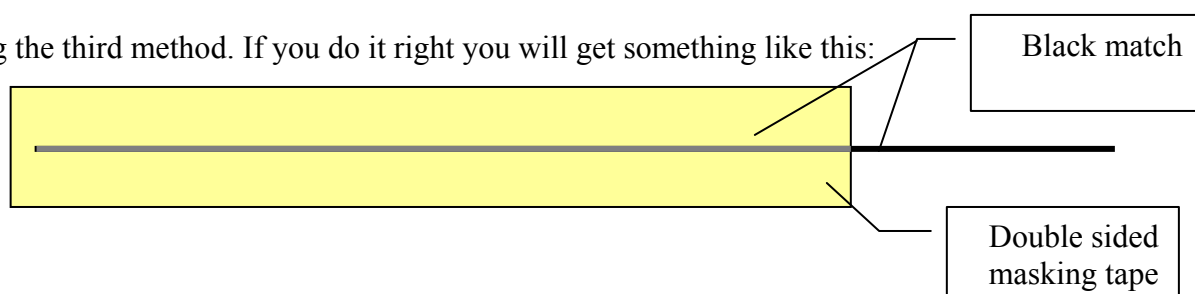 the third method. If you do it right you will get something like this:
Black match
Double sided
masking tape